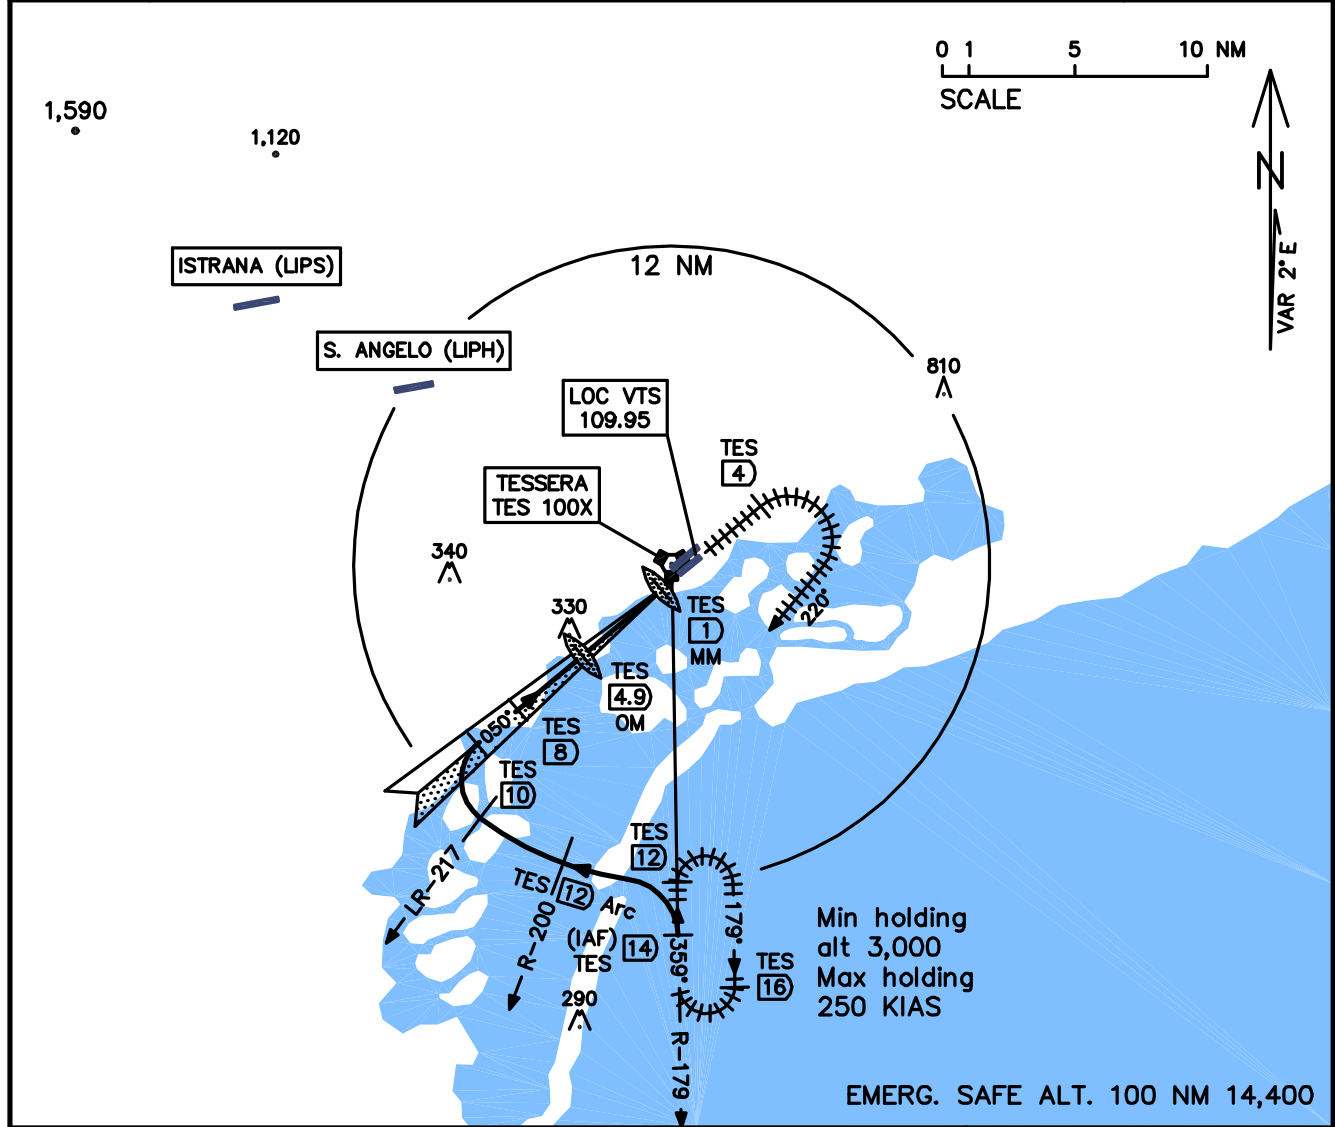 0 1 5 10 NM
SCALE
N
VAR 2° E
1,590
1,120
ISTRANA (LIPS)
12 NM
S. ANGELO (LIPH)
810
LOC VTS
109.95
TES
4
TESSERA
TES 100X
340
330
220°
TES
1
MM
TES
4.9
OM
050°
TES
8
TES
10
TES
12
LR-217
TES 12 Arc
R-200
(IAF) 14
TES
359°
179°
TES
16
290
R-179
Min holding
alt 3,000
Max holding
250 KIAS
EMERG. SAFE ALT. 100 NM 14,400